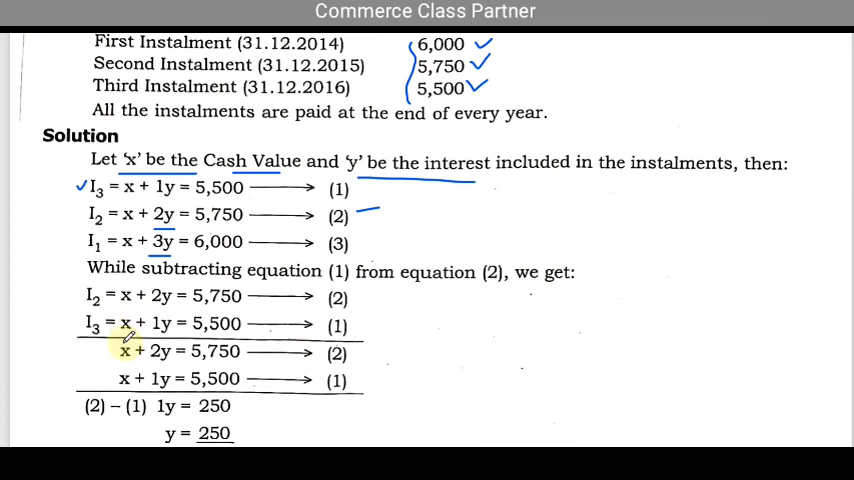 Commerce Class Partner
First Instalment (31.12.2014) 6,000
Second Instalment (31.12.2015) 5,750
Third Instalment (31.12.2016) 5,500
All the instalments are paid at the end of every year.
Solution
Let 'x' be the Cash Value and 'y' be the interest included in the instalments, then:
I₃ = x + 1y = 5,500 ⟶ (1)
I₂ = x + 2y = 5,750 ⟶ (2)
I₁ = x + 3y = 6,000 ⟶ (3)
While subtracting equation (1) from equation (2), we get:
I₂ = x + 2y = 5,750 ⟶ (2)
I₃ = x + 1y = 5,500 ⟶ (1)
x + 2y = 5,750 ⟶ (2)
x + 1y = 5,500 ⟶ (1)
(2) – (1) 1y = 250
y = 250